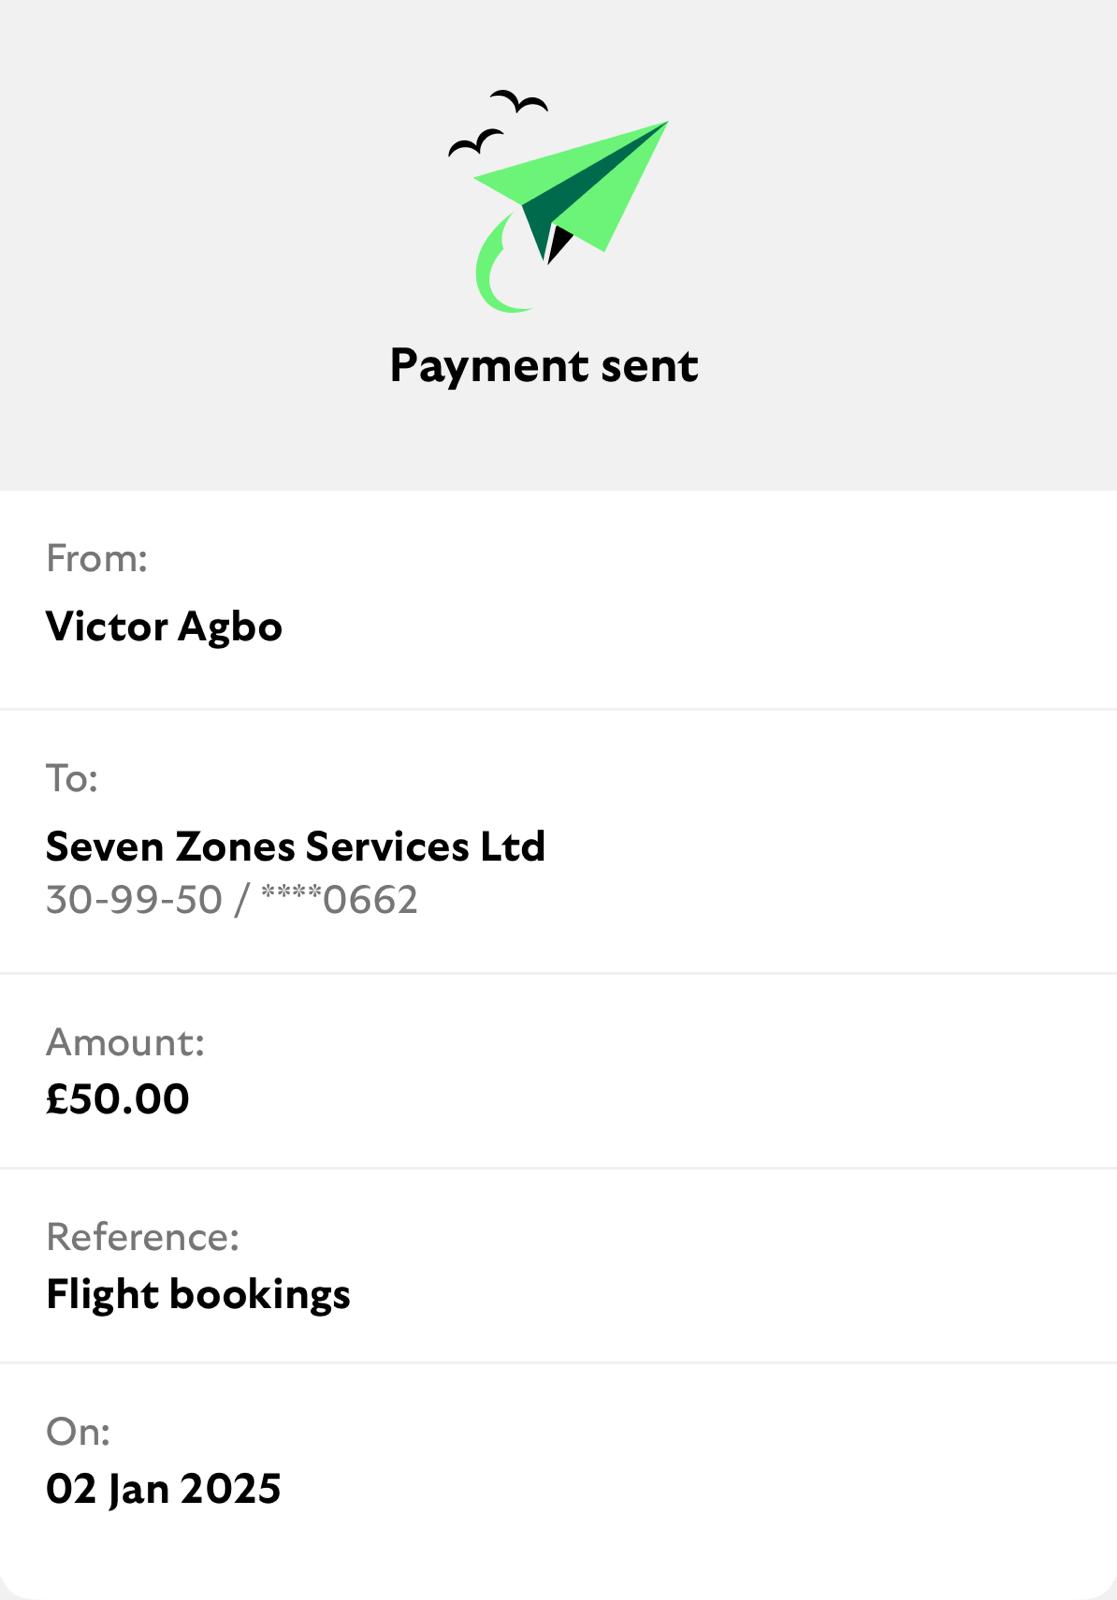 Payment sent
From:
Victor Agbo
To:
Seven Zones Services Ltd
30-99-50 / ****0662
Amount:
£50.00
Reference:
Flight bookings
On:
02 Jan 2025